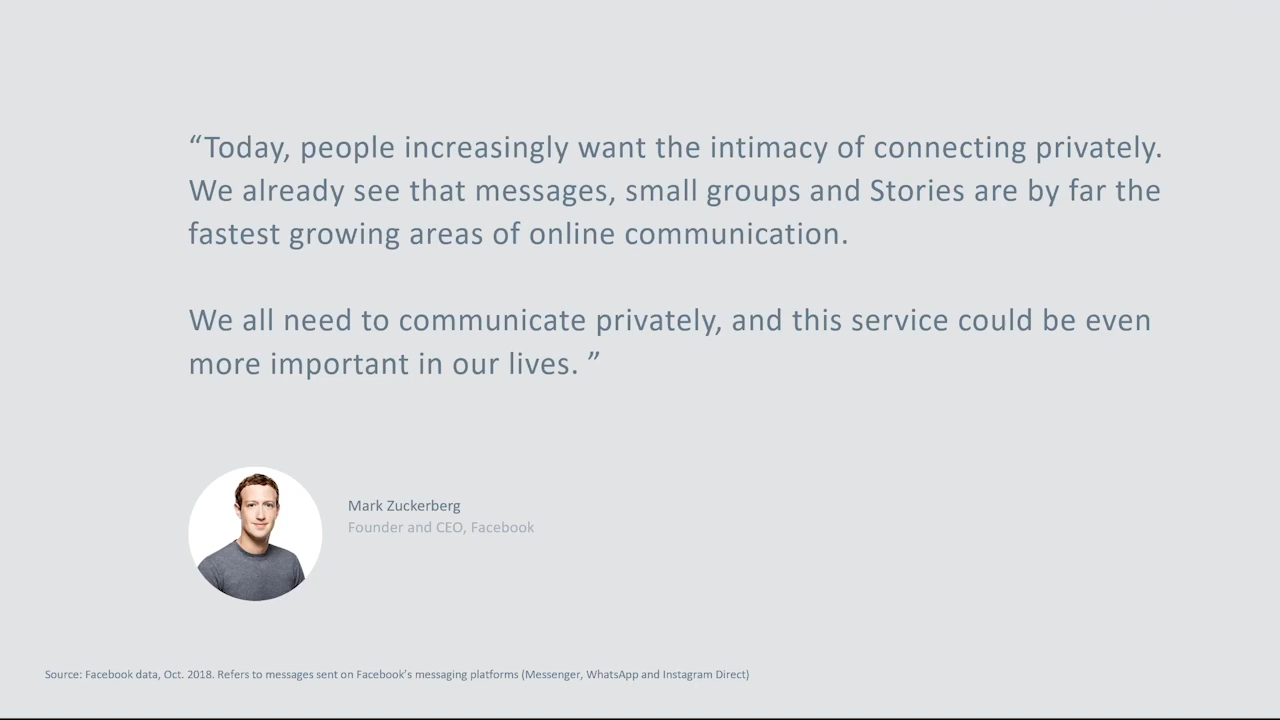 “Today, people increasingly want the intimacy of connecting privately.
We already see that messages, small groups and Stories are by far the
fastest growing areas of online communication.
We all need to communicate privately, and this service could be even
more important in our lives. ”
Mark Zuckerberg
Founder and CEO, Facebook
Source: Facebook data, Oct. 2018. Refers to messages sent on Facebook’s messaging platforms (Messenger, WhatsApp and Instagram Direct)